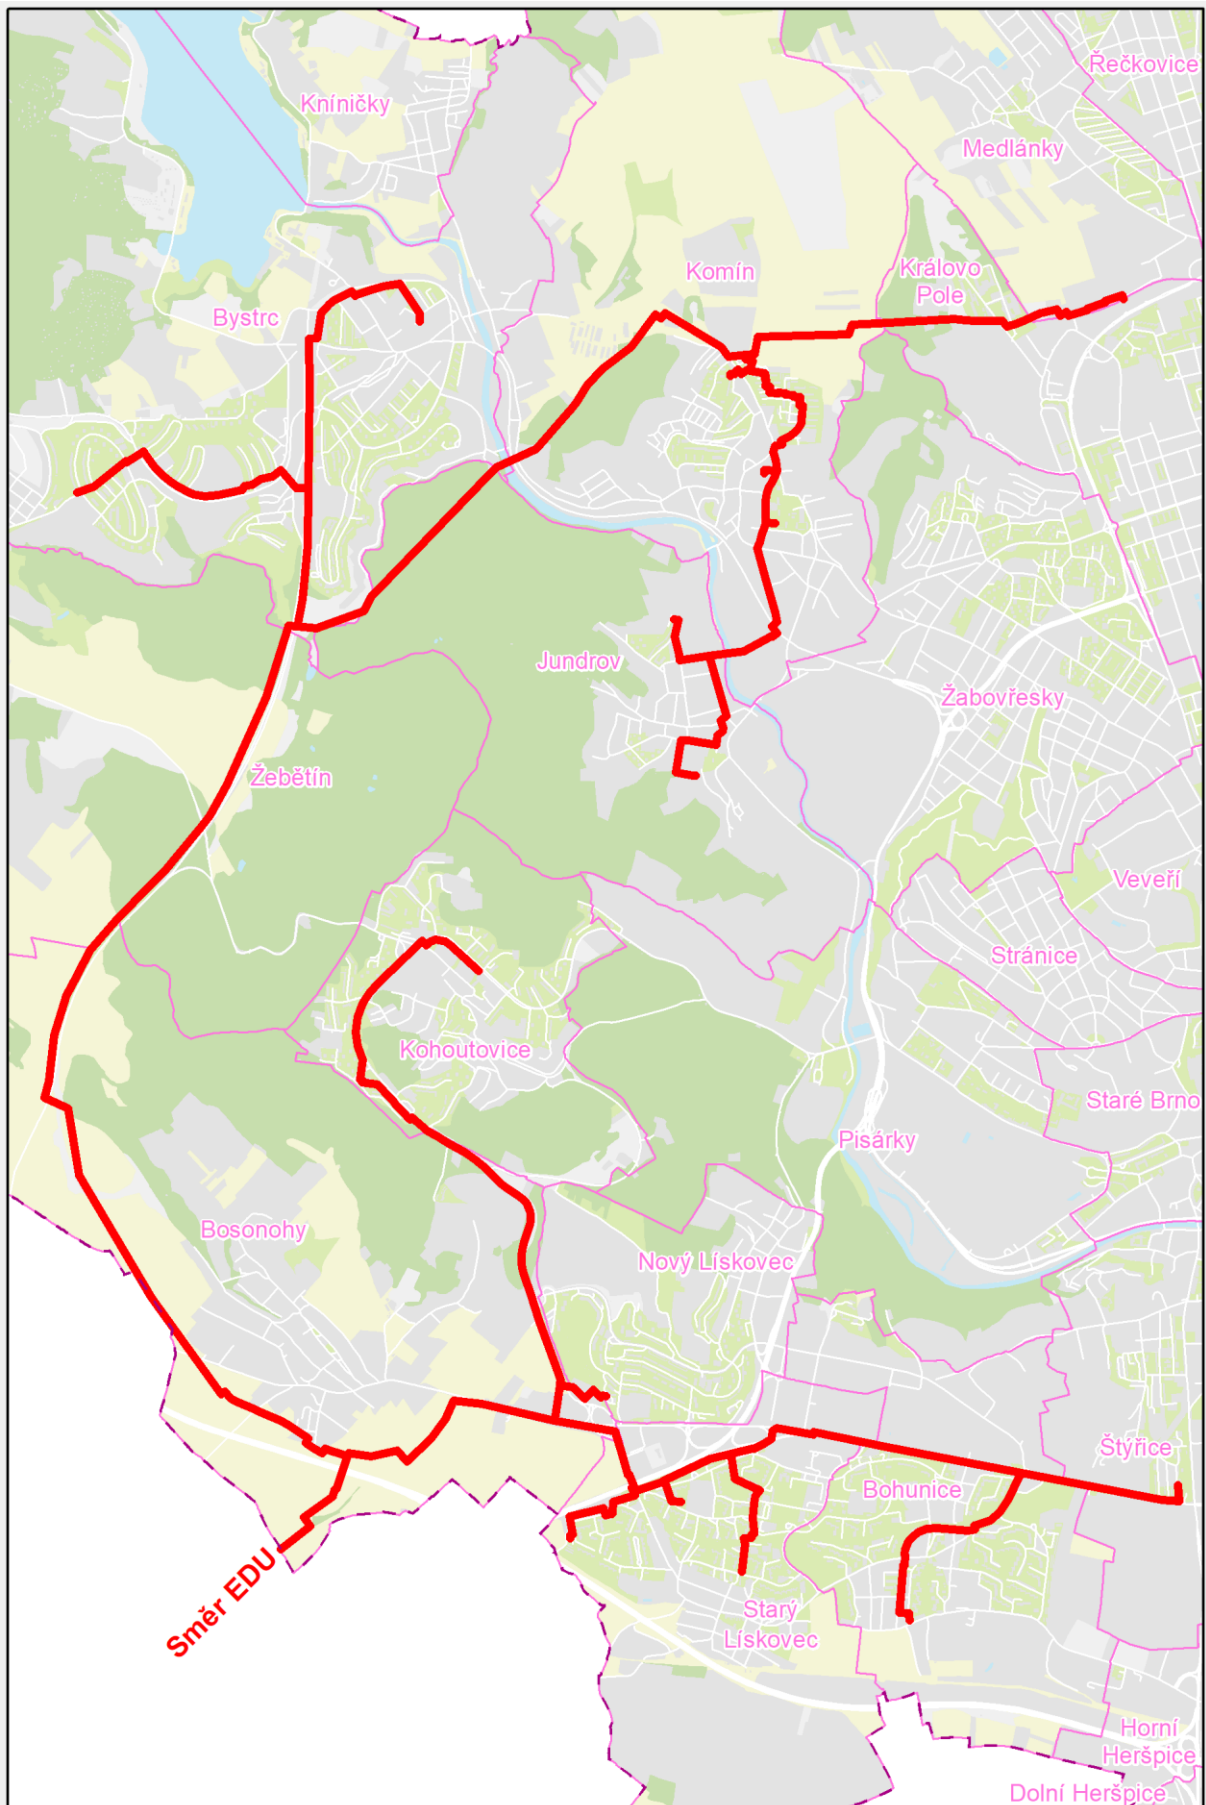 Řečkovice
Kníničky
Medlánky
Komín
Královo
Pole
Bystrc
Jundrov
Žabovřesky
Žebětín
Veveří
Stránice
Kohoutovice
Staré Brno
Pisárky
Bosonohy
Nový Lískovec
Štýřice
Bohunice
Směr EDU
Starý
Lískovec
Horní
Heršpice
Dolní Heršpice